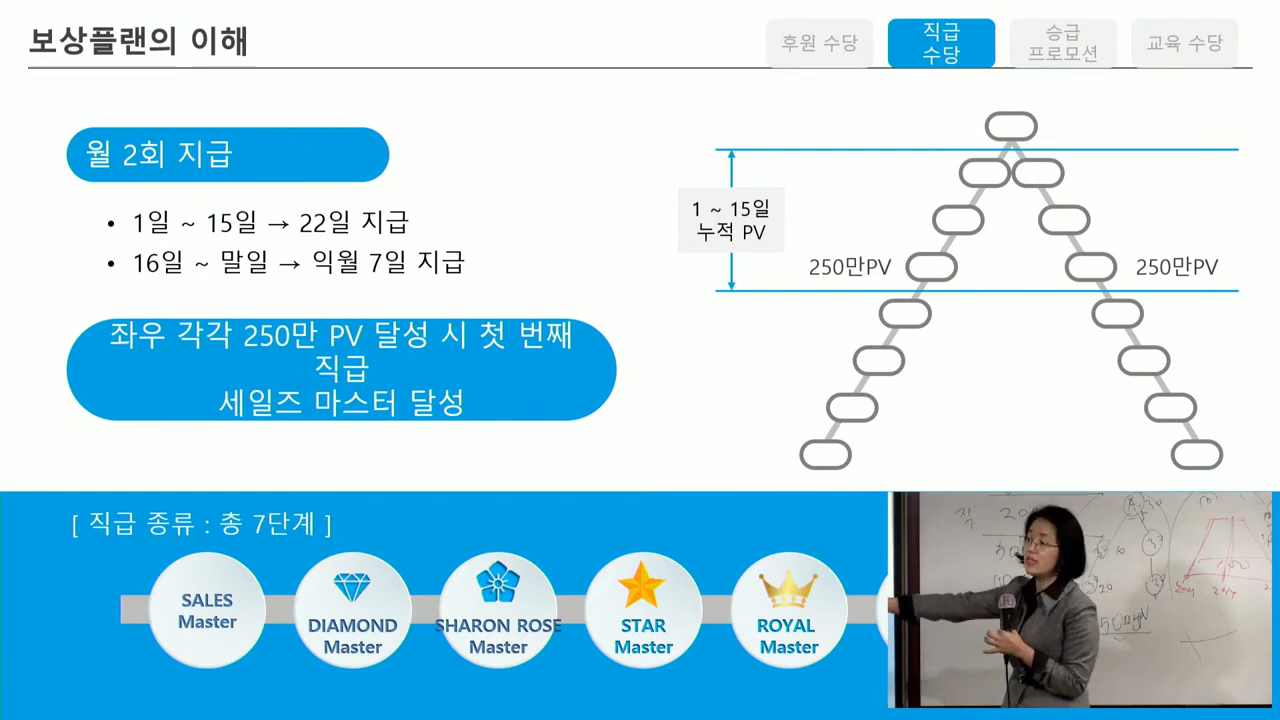 보상플랜의 이해
후원 수당
직급
수당
승급
프로모션
교육 수당
월 2회 지급
• 1일 ~ 15일 → 22일 지급
• 16일 ~ 말일 → 익월 7일 지급
좌우 각각 250만 PV 달성 시 첫 번째
직급
세일즈 마스터 달성
1 ~ 15일
누적 PV
250만PV
250만PV
[ 직급 종류 : 총 7단계 ]
SALES
Master
DIAMOND
Master
SHARON ROSE
Master
STAR
Master
ROYAL
Master